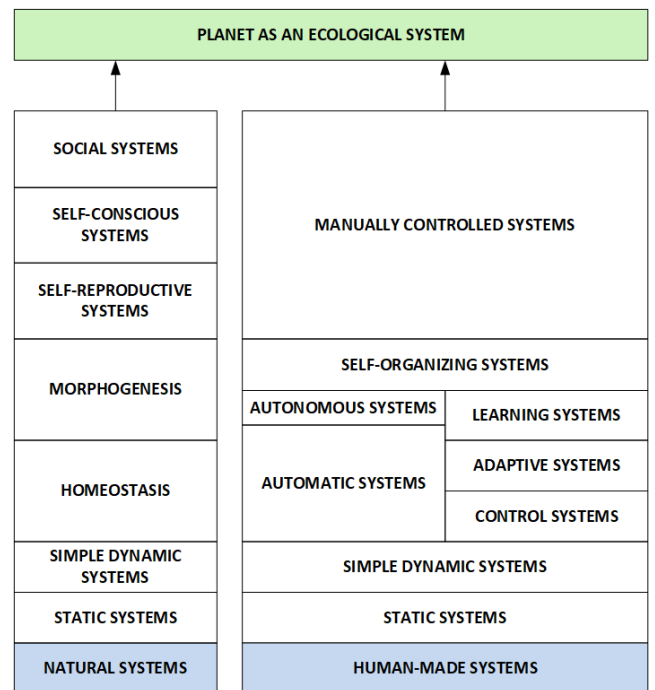 PLANET AS AN ECOLOGICAL SYSTEM
SOCIAL SYSTEMS
SELF-CONSCIOUS
SYSTEMS
SELF-REPRODUCTIVE
SYSTEMS
MORPHOGENESIS
HOMEOSTASIS
SIMPLE DYNAMIC
SYSTEMS
STATIC SYSTEMS
NATURAL SYSTEMS
MANUALLY CONTROLLED SYSTEMS
SELF-ORGANIZING SYSTEMS
AUTONOMOUS SYSTEMS
AUTOMATIC SYSTEMS
LEARNING SYSTEMS
ADAPTIVE SYSTEMS
CONTROL SYSTEMS
SIMPLE DYNAMIC SYSTEMS
STATIC SYSTEMS
HUMAN-MADE SYSTEMS